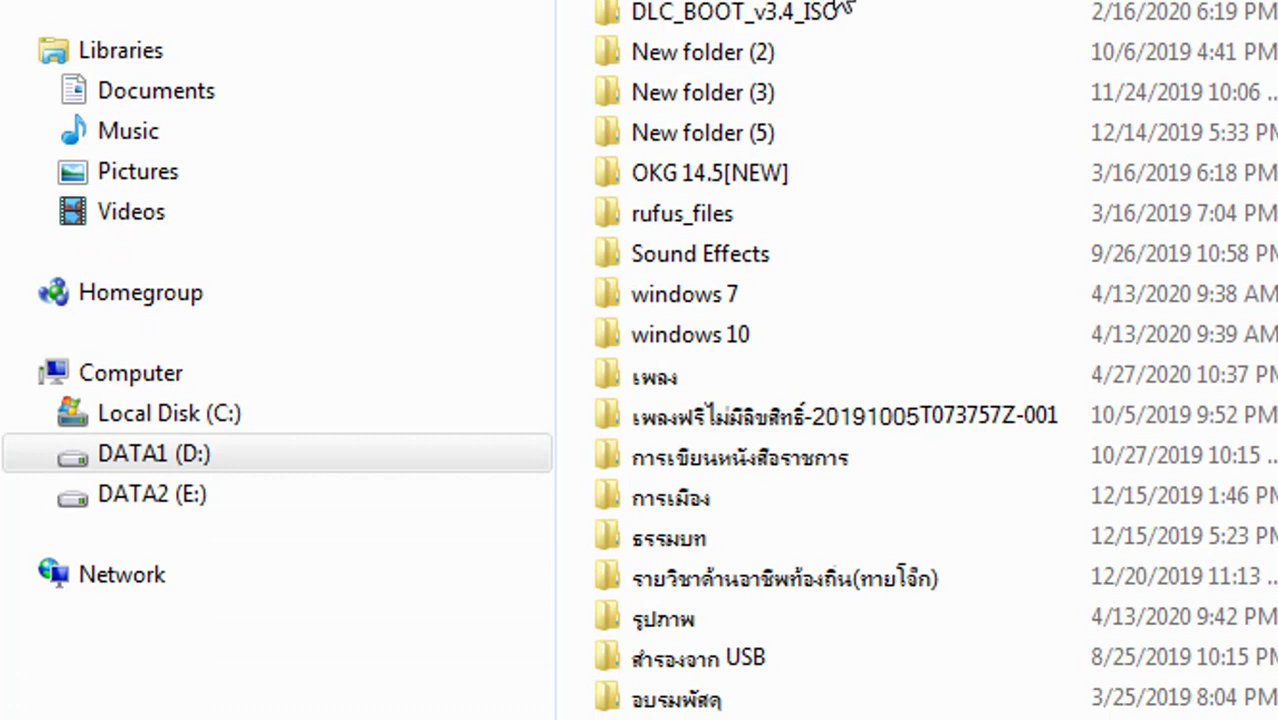 Libraries
Documents
Music
Pictures
Videos
Homegroup
Computer
Local Disk (C:)
DATA1 (D:)
DATA2 (E:)
Network
DLC_BOOT_v3.4_ISO 2/16/2020 6:19 PM
New folder (2) 10/6/2019 4:41 PM
New folder (3) 11/24/2019 10:06 ...
New folder (5) 12/14/2019 5:33 PM
OKG 14.5[NEW] 3/16/2019 6:18 PM
rufus_files 3/16/2019 7:04 PM
Sound Effects 9/26/2019 10:58 PM
windows 7 4/13/2020 9:38 AM
windows 10 4/13/2020 9:39 AM
เพลง 4/27/2020 10:37 PM
เพลงฟรีไม่มีลิขสิทธิ์-20191005T073757Z-001 10/5/2019 9:52 PM
การเขียนหนังสือราชการ 10/27/2019 10:15 ...
การเมือง 12/15/2019 1:46 PM
ธรรมบท 12/15/2019 5:23 PM
รายวิชาด้านอาชีพท้องถิ่น(ทายโจ๊ก) 12/20/2019 11:13 ...
รูปภาพ 4/13/2020 9:42 PM
สำรองจาก USB 8/25/2019 10:15 PM
อบรมพัสดุ 3/25/2019 8:04 PM